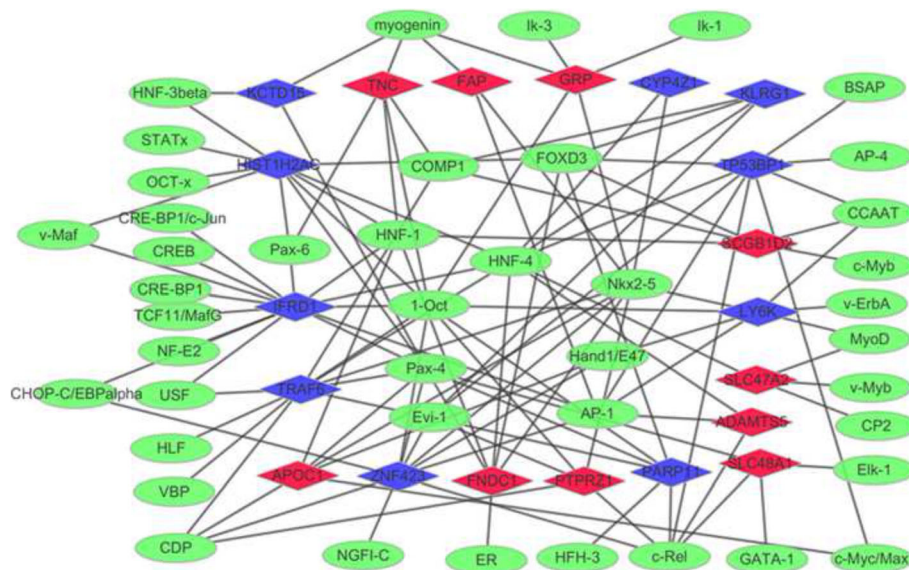 myogenin
Ik-3
Ik-1
HNF-3beta
KCTD15
TNC
FAP
GRP
CYP4Z1
KLRG1
BSAP
STATx
HIST1H2AC
COMP1
FOXD3
TP53BP1
AP-4
OCT-x
CRE-BP1/c-Jun
CCAAT
v-Maf
Pax-6
HNF-1
SCGB1D2
CREB
HNF-4
c-Myb
CRE-BP1
Nkx2-5
TCF11/MafG
IFRD1
1-Oct
LY6K
v-ErbA
NF-E2
Hand1/E47
MyoD
CHOP-C/EBPalpha
USF
TRAF6
Pax-4
SLC47A2
v-Myb
Evi-1
AP-1
ADAMTS5
CP2
HLF
APOC1
ZNF423
FNDC1
PTPRZ1
PARP11
SLC48A1
Elk-1
VBP
CDP
NGFI-C
ER
HFH-3
c-Rel
GATA-1
c-Myc/Max